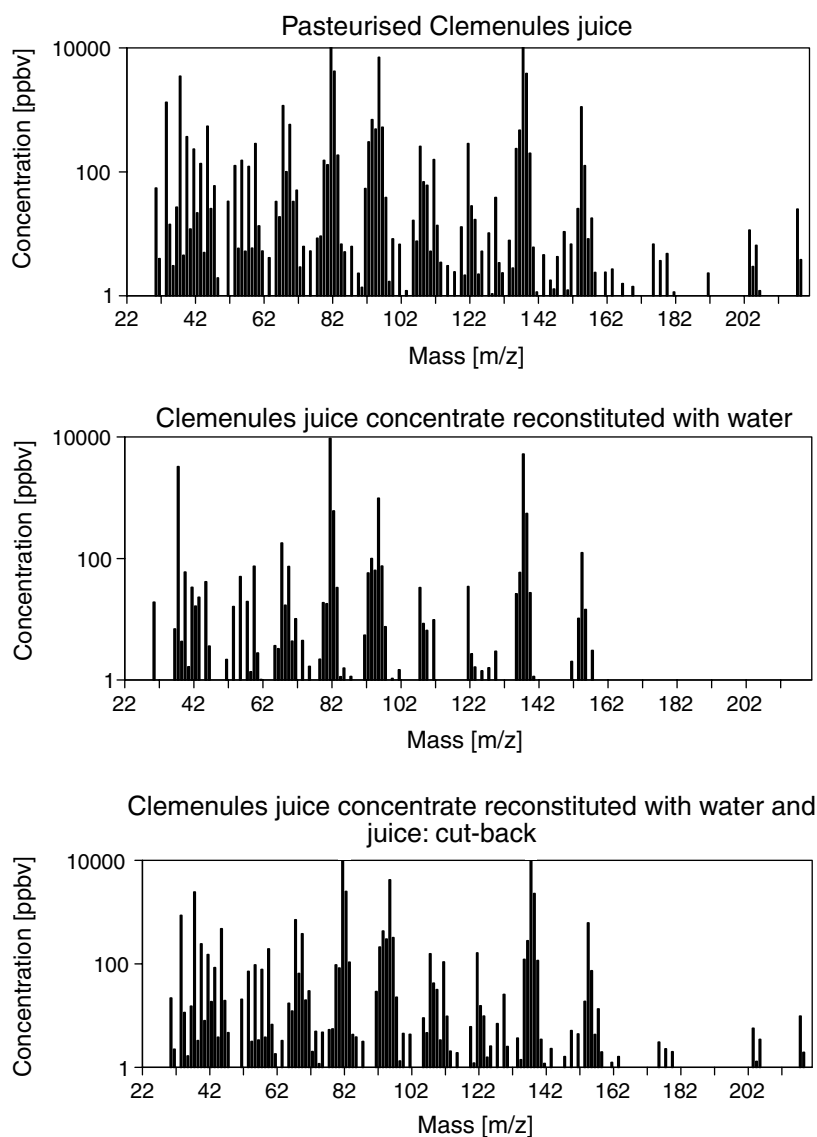 Pasteurised Clemenules juice
Concentration [ppbv]
10000
100
1
22 42 62 82 102 122 142 162 182 202
Mass [m/z]
Clemenules juice concentrate reconstituted with water
Concentration [ppbv]
10000
100
1
22 42 62 82 102 122 142 162 182 202
Mass [m/z]
Clemenules juice concentrate reconstituted with water and
juice: cut-back
Concentration [ppbv]
10000
100
1
22 42 62 82 102 122 142 162 182 202
Mass [m/z]